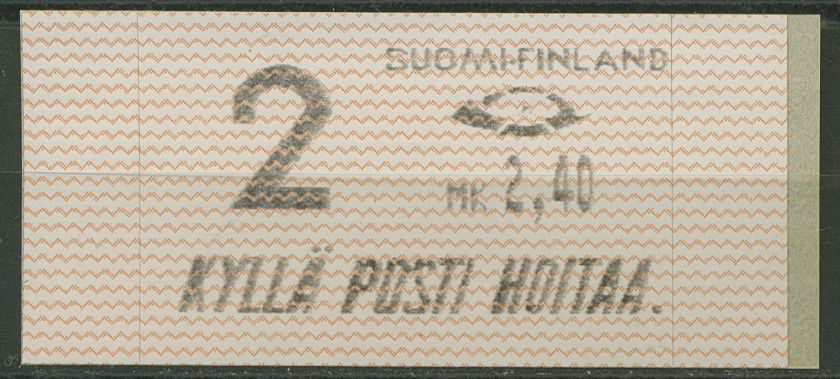 SUOMI-FINLAND
2
MK 2,40
KYLLÄ POSTI HOITAA.